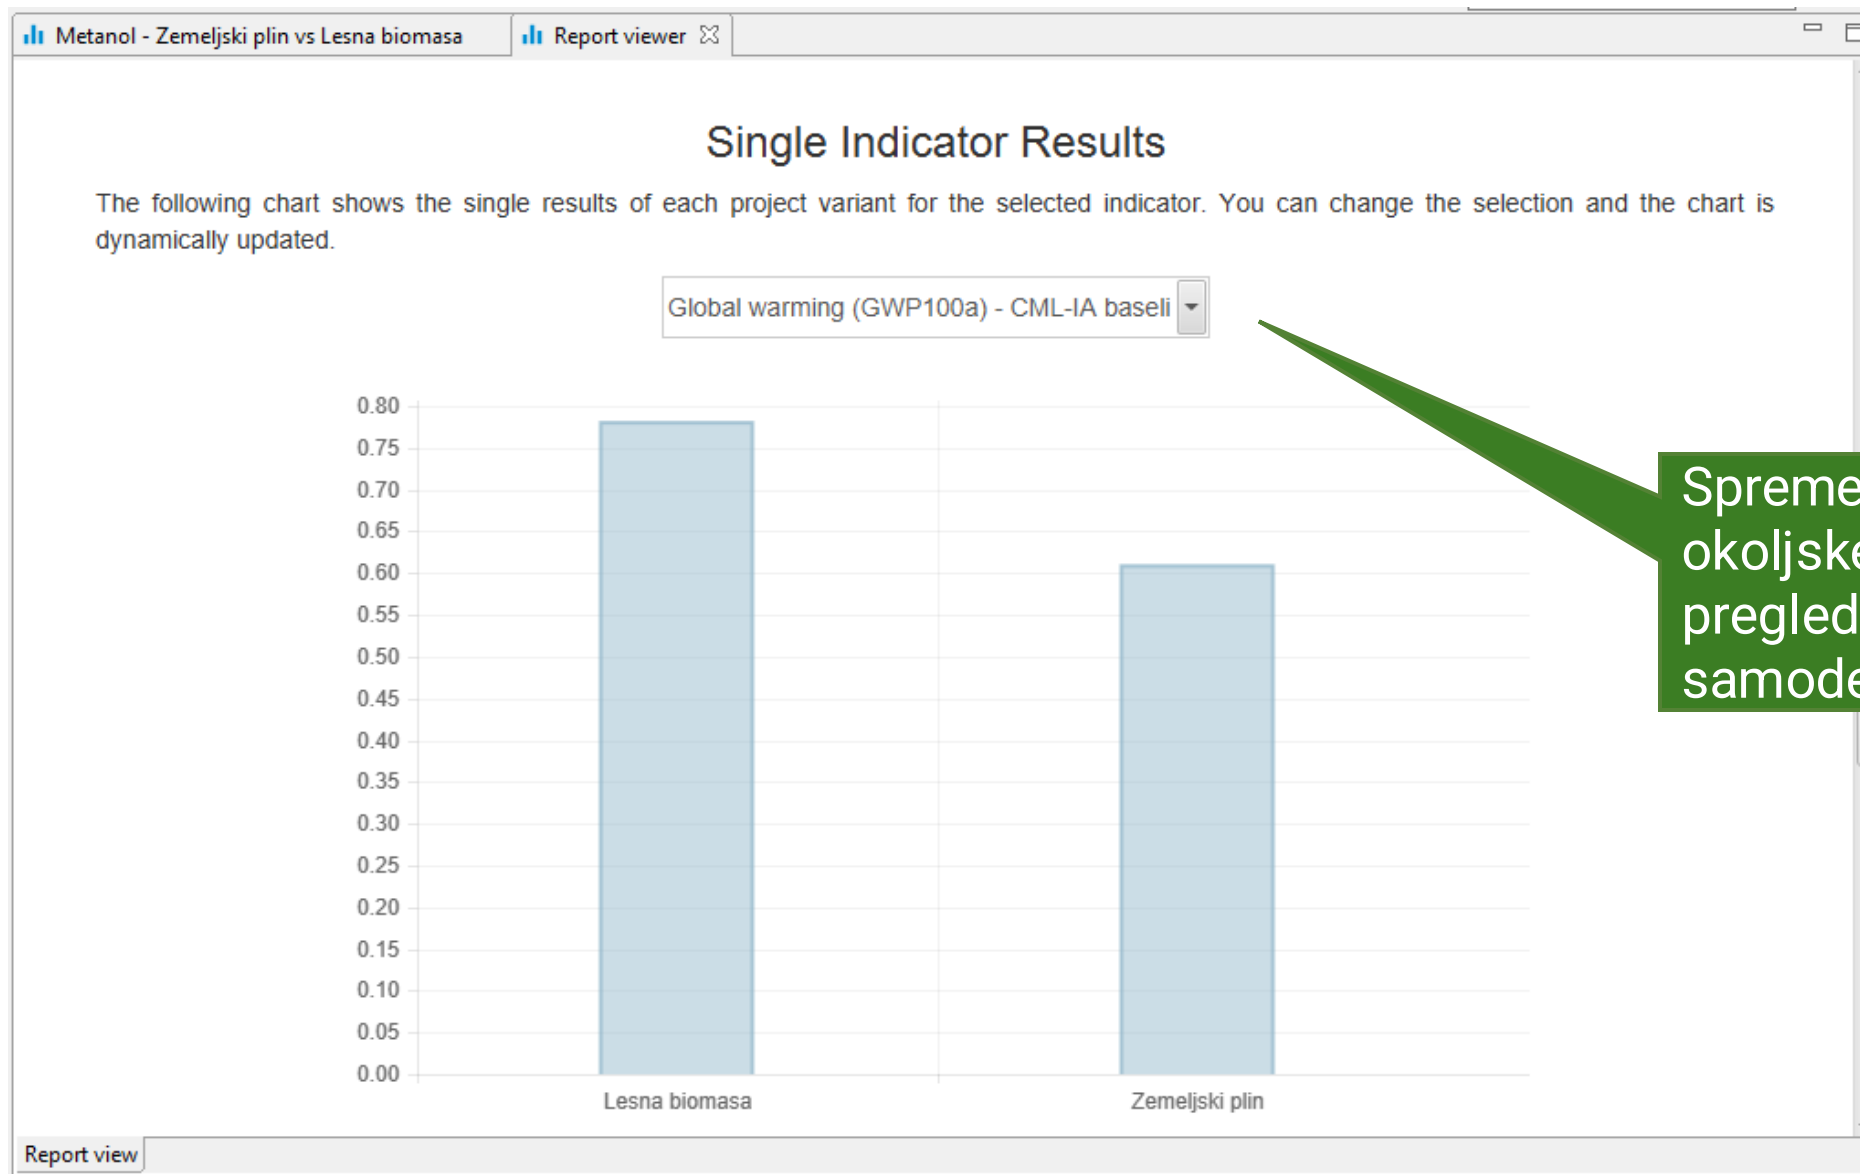 Metanol - Zemeljski plin vs Lesna biomasa
Report viewer
Single Indicator Results
The following chart shows the single results of each project variant for the selected indicator. You can change the selection and the chart is
dynamically updated.
Global warming (GWP100a) - CML-IA baseli
0.80
0.75
0.70
0.65
0.60
0.55
0.50
0.45
0.40
0.35
0.30
0.25
0.20
0.15
0.10
0.05
0.00
Lesna biomasa
Zemeljski plin
Spreme
okoljske
pregled
samode
Report view